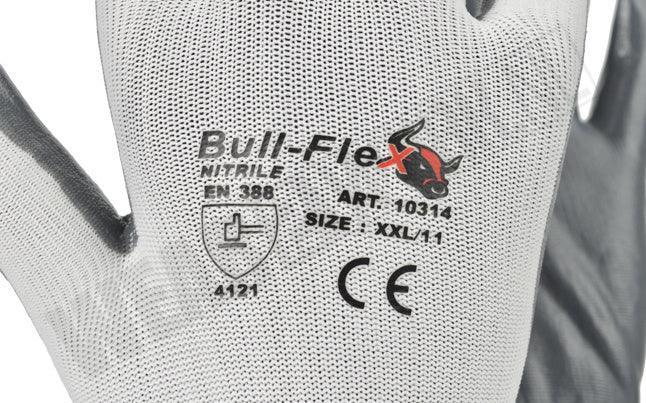 Bull-Flex
NITRILE
EN 388
ART. 10314
SIZE : XXL/11
4121
CE